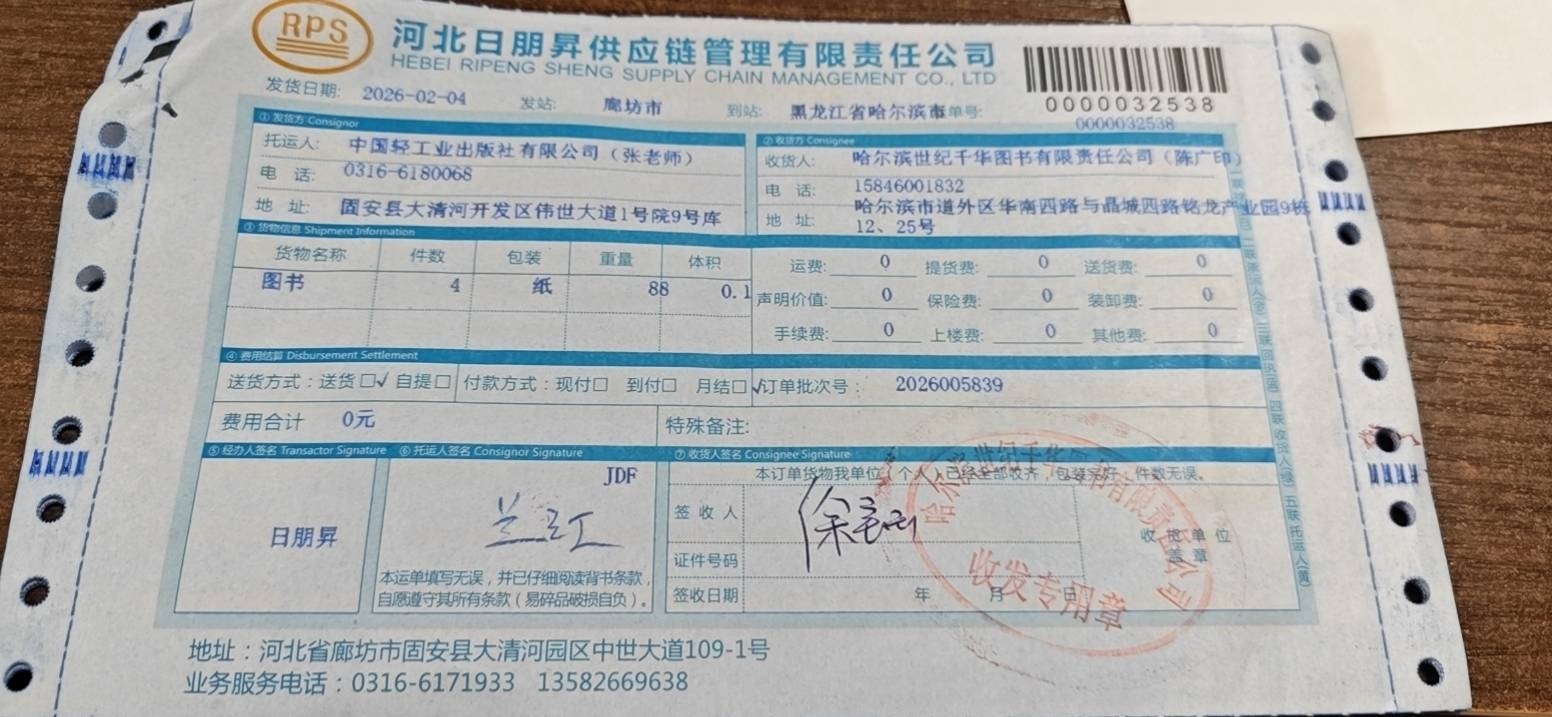 RPS
河北日朋昇供应链管理有限责任公司
HEBEI RIPENG SHENG SUPPLY CHAIN MANAGEMENT CO., LTD
0000032538
发货日期: 2026-02-04 发站: 廊坊市 到站: 黑龙江省哈尔滨市 单号: 0000032538
① 发货方 Consignor
托运人: 中国轻工业出版社有限公司（张老师）
电 话: 0316-6180068
地 址: 固安县大清河开发区伟世大道1号院9号库
② 收货方 Consignee
收货人: 哈尔滨世纪千华图书有限责任公司（陈广印）
电 话: 15846001832
地 址: 哈尔滨市道外区华南四路与晶城四路铭龙产业园9栋
12、25号
③ 货物信息 Shipment Information
货物名称 件数 包装 重量 体积
图书 4 纸 88 0.1
运费: 0 提货费: 0 送货费: 0
声明价值: 0 保险费: 0 装卸费: 0
手续费: 0 上楼费: 0 其他费: 0
④ 费用结算 Disbursement Settlement
送货方式：送货□√ 自提□ 付款方式：现付□ 到付□ 月结□√ 订单批次号： 2026005839
费用合计 0元 特殊备注:
⑤ 经办人签名 Transactor Signature
日朋昇
⑥ 托运人签名 Consignor Signature
JDF
本运单填写无误，并已仔细阅读背书条款，
自愿遵守其所有条款（易碎品破损自负）。
⑦ 收货人签名 Consignee Signature
本订单货物我单位（个人）已经全部收齐，包装完好，件数无误。
签 收 人
证件号码
签收日期 年 月 日
收 货 单 位
盖 章
哈尔滨世纪千华图书有限责任公司
收发专用章
地址：河北省廊坊市固安县大清河园区中世大道109-1号
业务服务电话：0316-6171933 13582669638